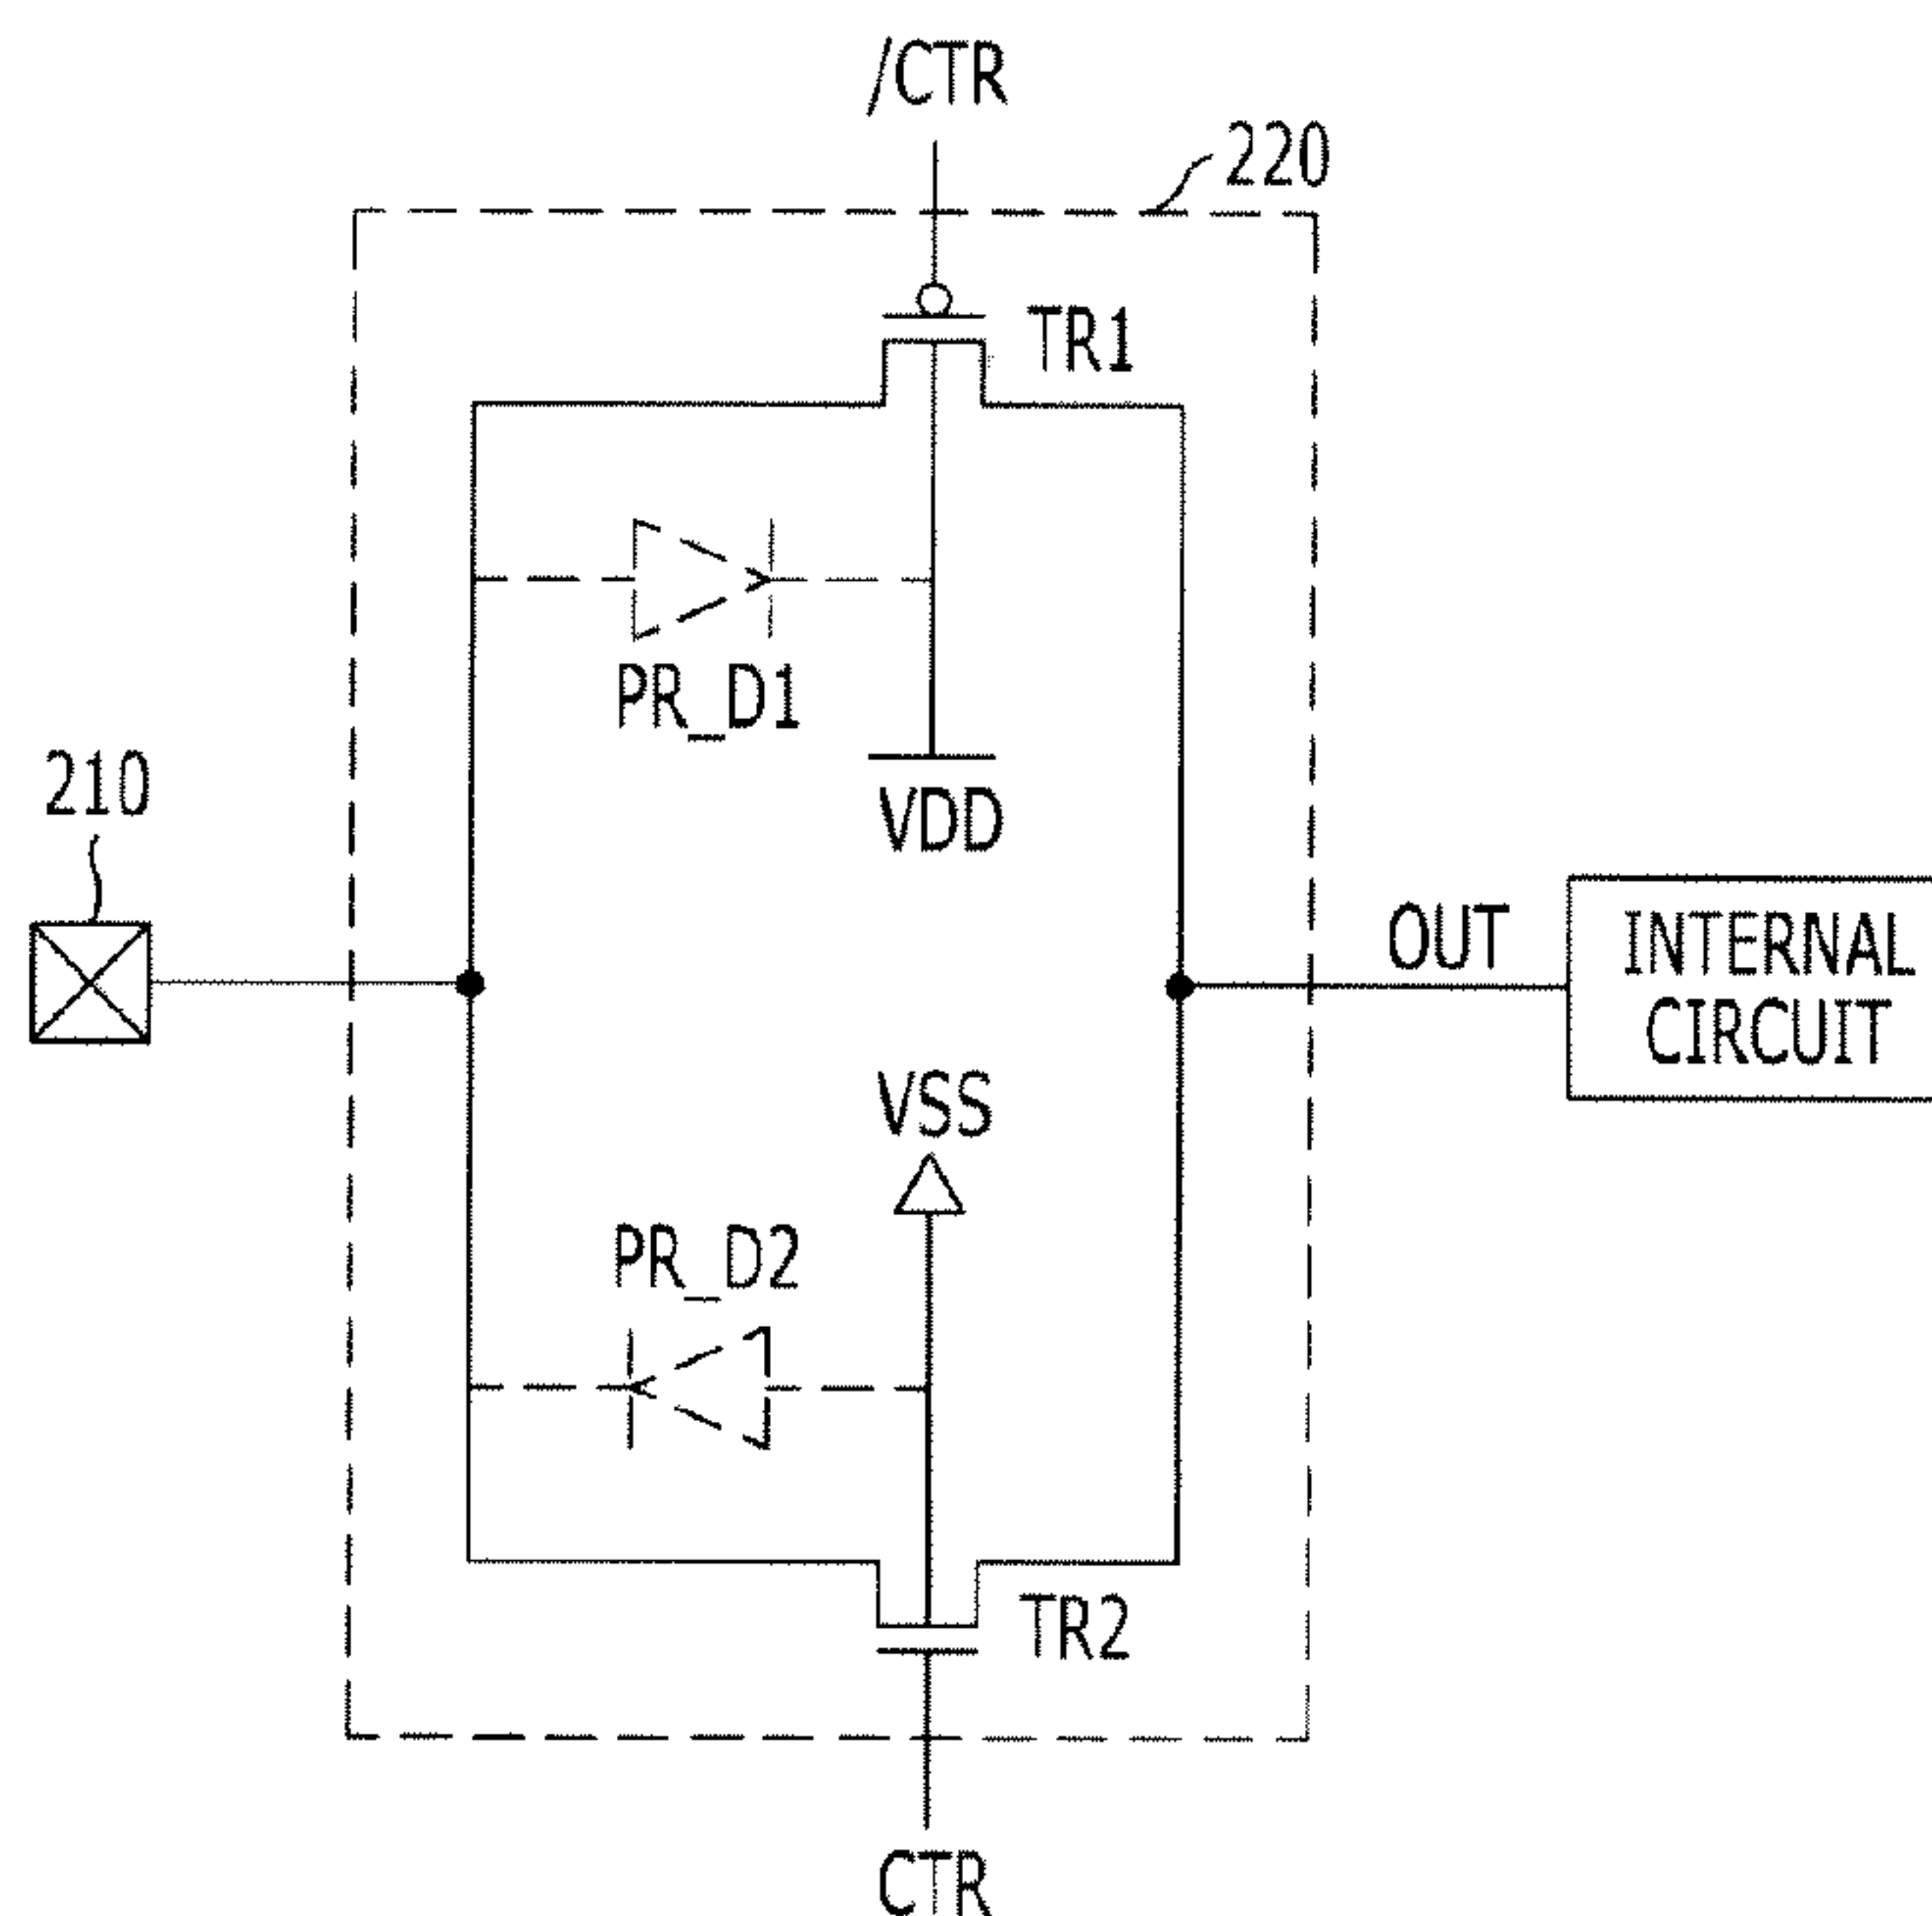 /CTR
220
TR1
PR_D1
210
VDD
OUT
INTERNAL
CIRCUIT
VSS
PR_D2
TR2
CTR